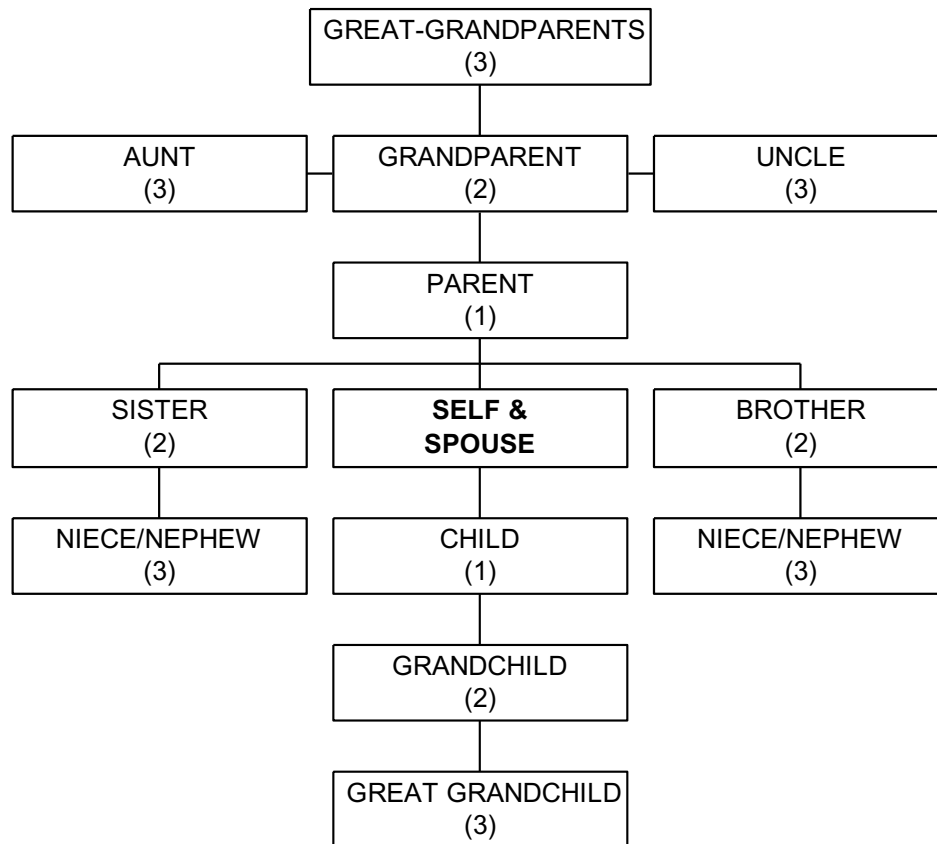 GREAT-GRANDPARENTS
(3)
AUNT
(3)
GRANDPARENT
(2)
UNCLE
(3)
PARENT
(1)
SISTER
(2)
SELF &
SPOUSE
BROTHER
(2)
NIECE/NEPHEW
(3)
CHILD
(1)
NIECE/NEPHEW
(3)
GRANDCHILD
(2)
GREAT GRANDCHILD
(3)